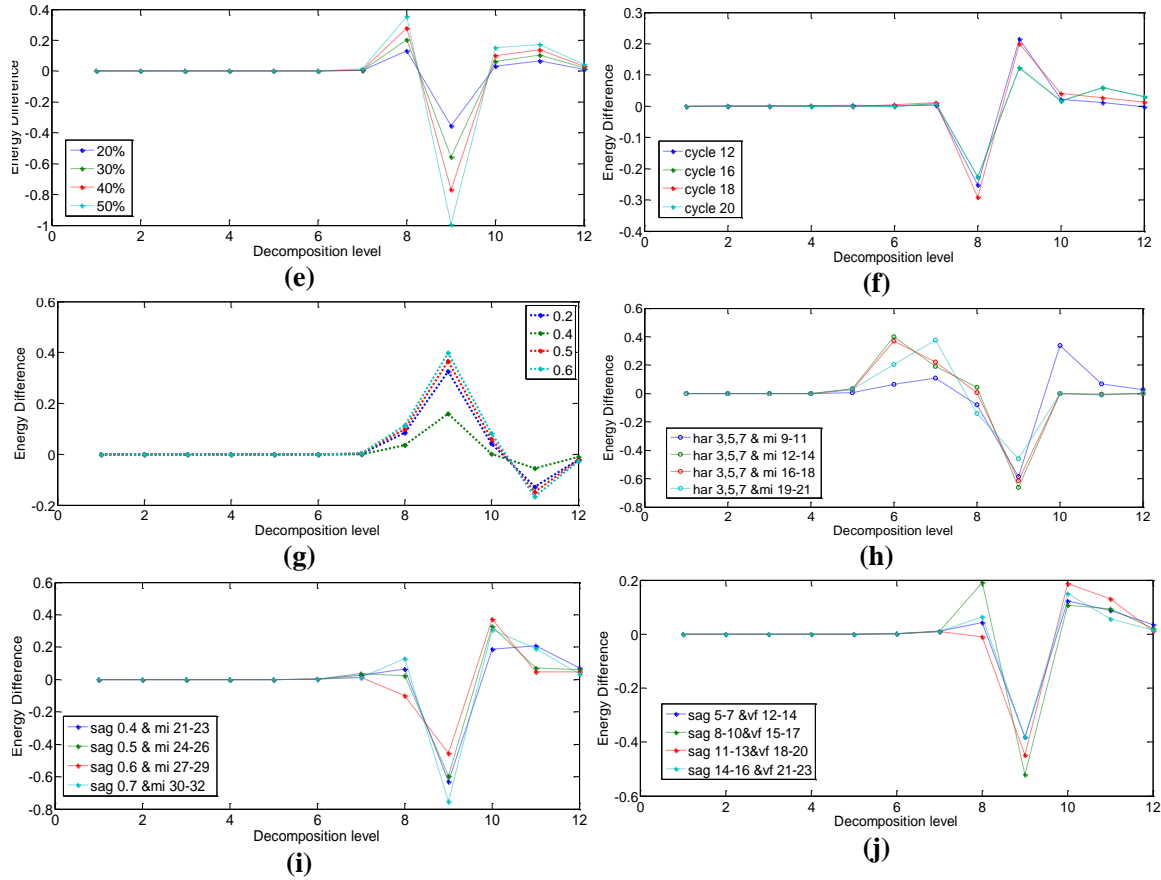 0.4
0.2
0
-0.2
-0.4
-0.6
-0.8
-1
Energy Difference
20%
30%
40%
50%
0 2 4 6 8 10 12
Decomposition level
(e)
0.3
0.2
0.1
0
-0.1
-0.2
-0.3
-0.4
Energy Difference
cycle 12
cycle 16
cycle 18
cycle 20
0 2 4 6 8 10 12
Decomposition level
(f)
0.6
0.4
0.2
0
-0.2
Energy Difference
0.2
0.4
0.5
0.6
0 2 4 6 8 10 12
Decomposition level
(g)
0.6
0.4
0.2
0
-0.2
-0.4
-0.6
-0.8
Energy Difference
har 3,5,7 & mi 9-11
har 3,5,7 & mi 12-14
har 3,5,7 & mi 16-18
har 3,5,7 &mi 19-21
0 2 4 6 8 10 12
Decomposition level
(h)
0.6
0.4
0.2
0
-0.2
-0.4
-0.6
-0.8
Energy Difference
sag 0.4 & mi 21-23
sag 0.5 & mi 24-26
sag 0.6 & mi 27-29
sag 0.7 &mi 30-32
0 2 4 6 8 10 12
Decomposition level
(i)
0.2
0
-0.2
-0.4
-0.6
Energy Difference
sag 5-7 &vf 12-14
sag 8-10&vf 15-17
sag 11-13&vf 18-20
sag 14-16 &vf 21-23
0 2 4 6 8 10 12
Decomposition level
(j)